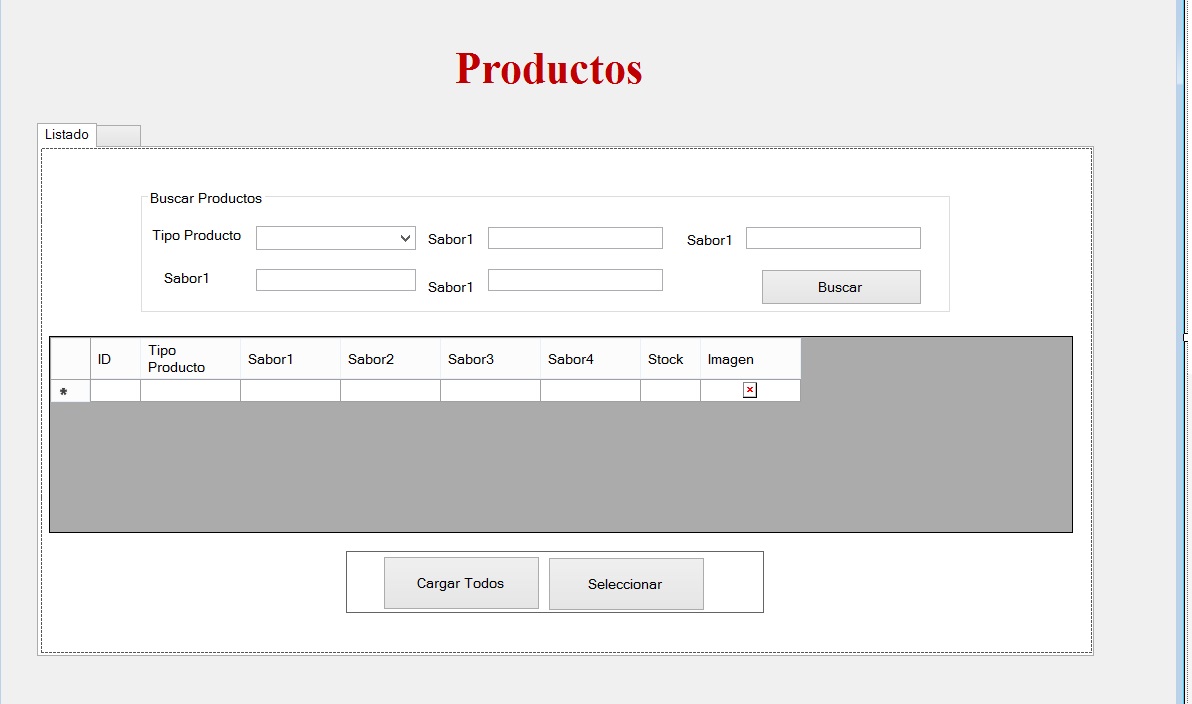 Productos
Listado
Buscar Productos
Tipo Producto
Sabor1
Sabor1
Sabor1
Sabor1
Buscar
ID
Tipo
Producto
Sabor1
Sabor2
Sabor3
Sabor4
Stock
Imagen
*
Cargar Todos
Seleccionar